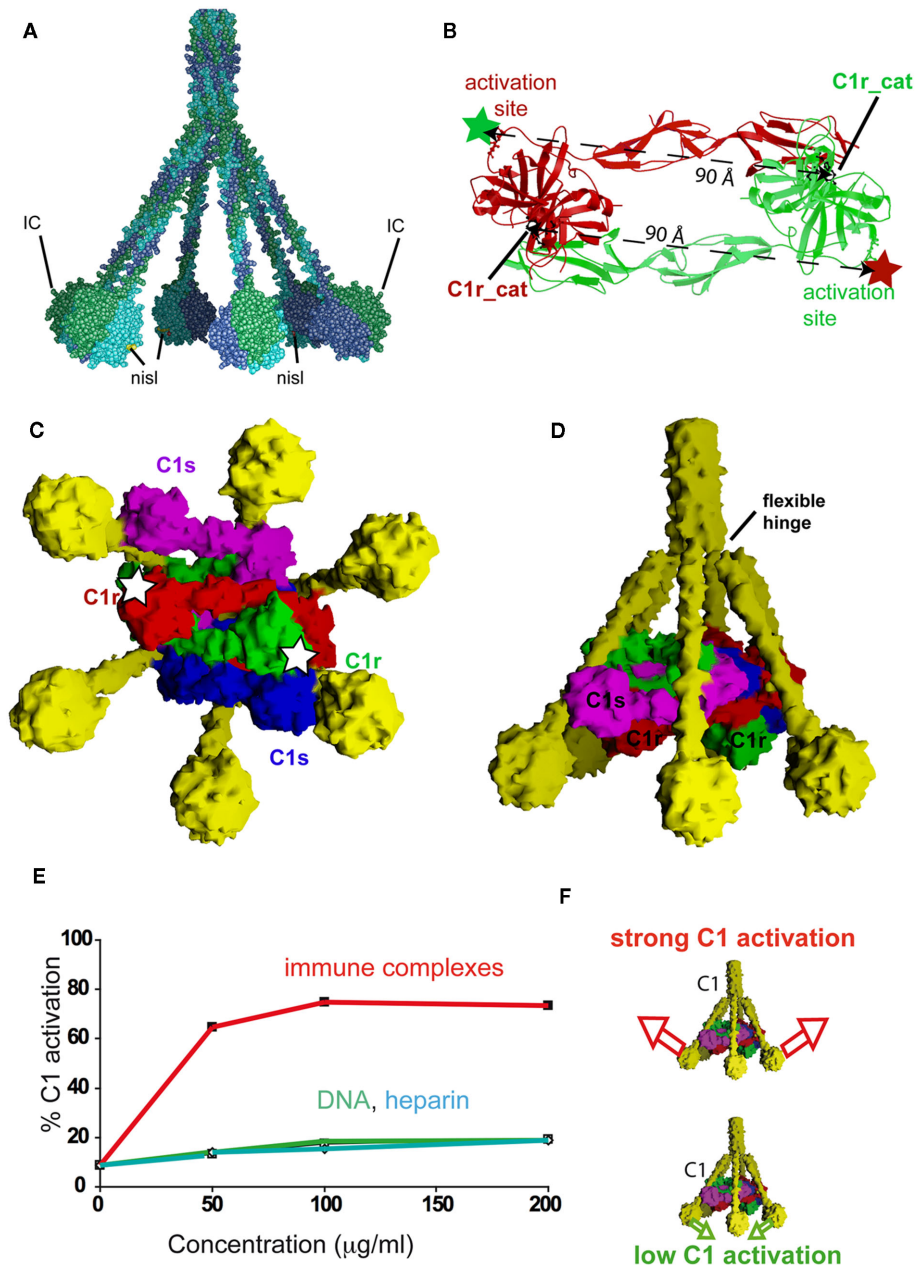 A
IC
IC
nisl
nisl
B
activation
site
C1r_cat
90 Å
90 Å
C1r_cat
activation
site
C
C1s
C1r
C1r
C1s
D
flexible
hinge
C1s
C1r
C1r
E
100
80
60
40
20
0
% C1 activation
immune complexes
DNA, heparin
0
50
100
150
200
Concentration (μg/ml)
F
strong C1 activation
C1
C1
low C1 activation